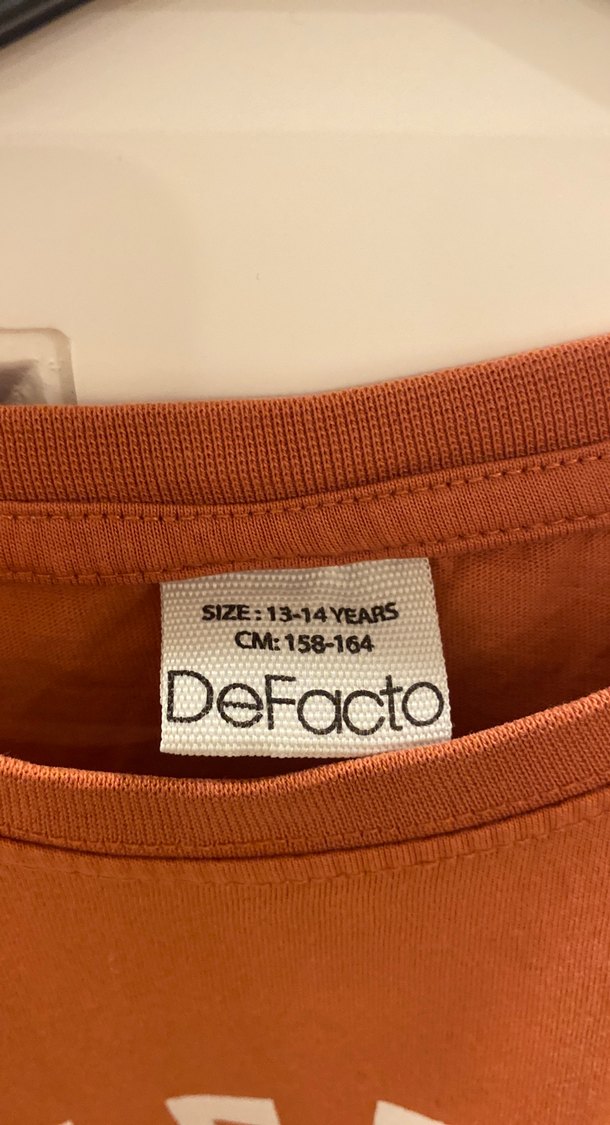 SIZE : 13-14 YEARS
CM: 158-164
DeFacto